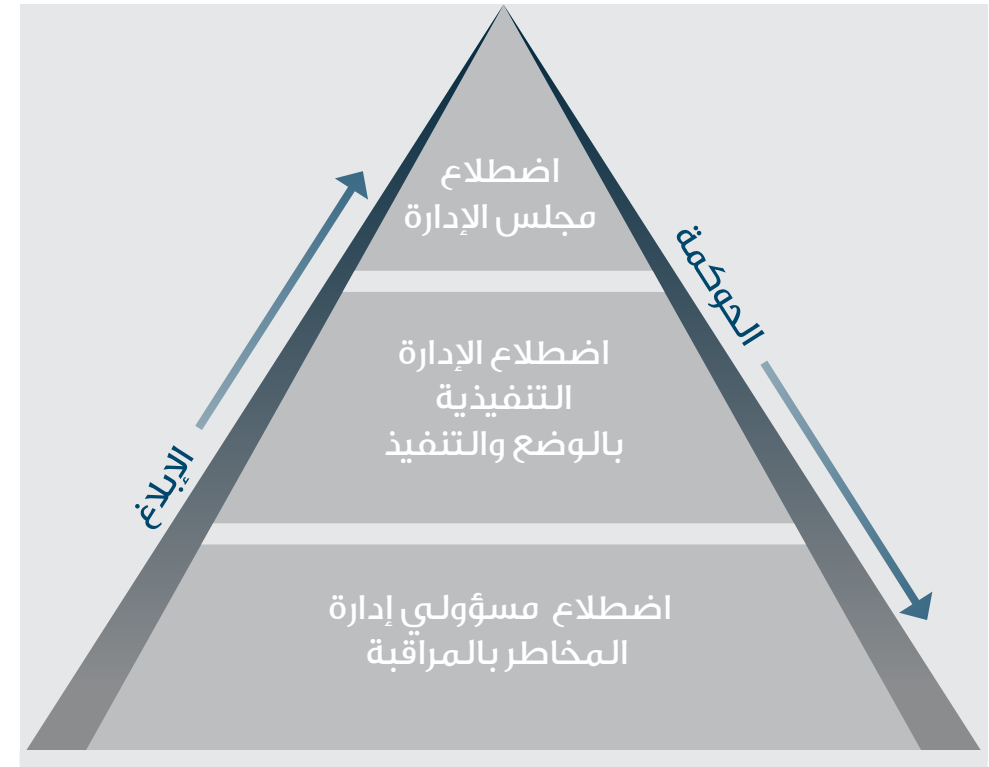 اضطلاع
مجلس الإدارة
الحوكمة
اضطلاع الإدارة
التنفيذية
بالوضع والتنفيذ
الإبلاغ
اضطلاع مسؤولي إدارة
المخاطر بالمراقبة